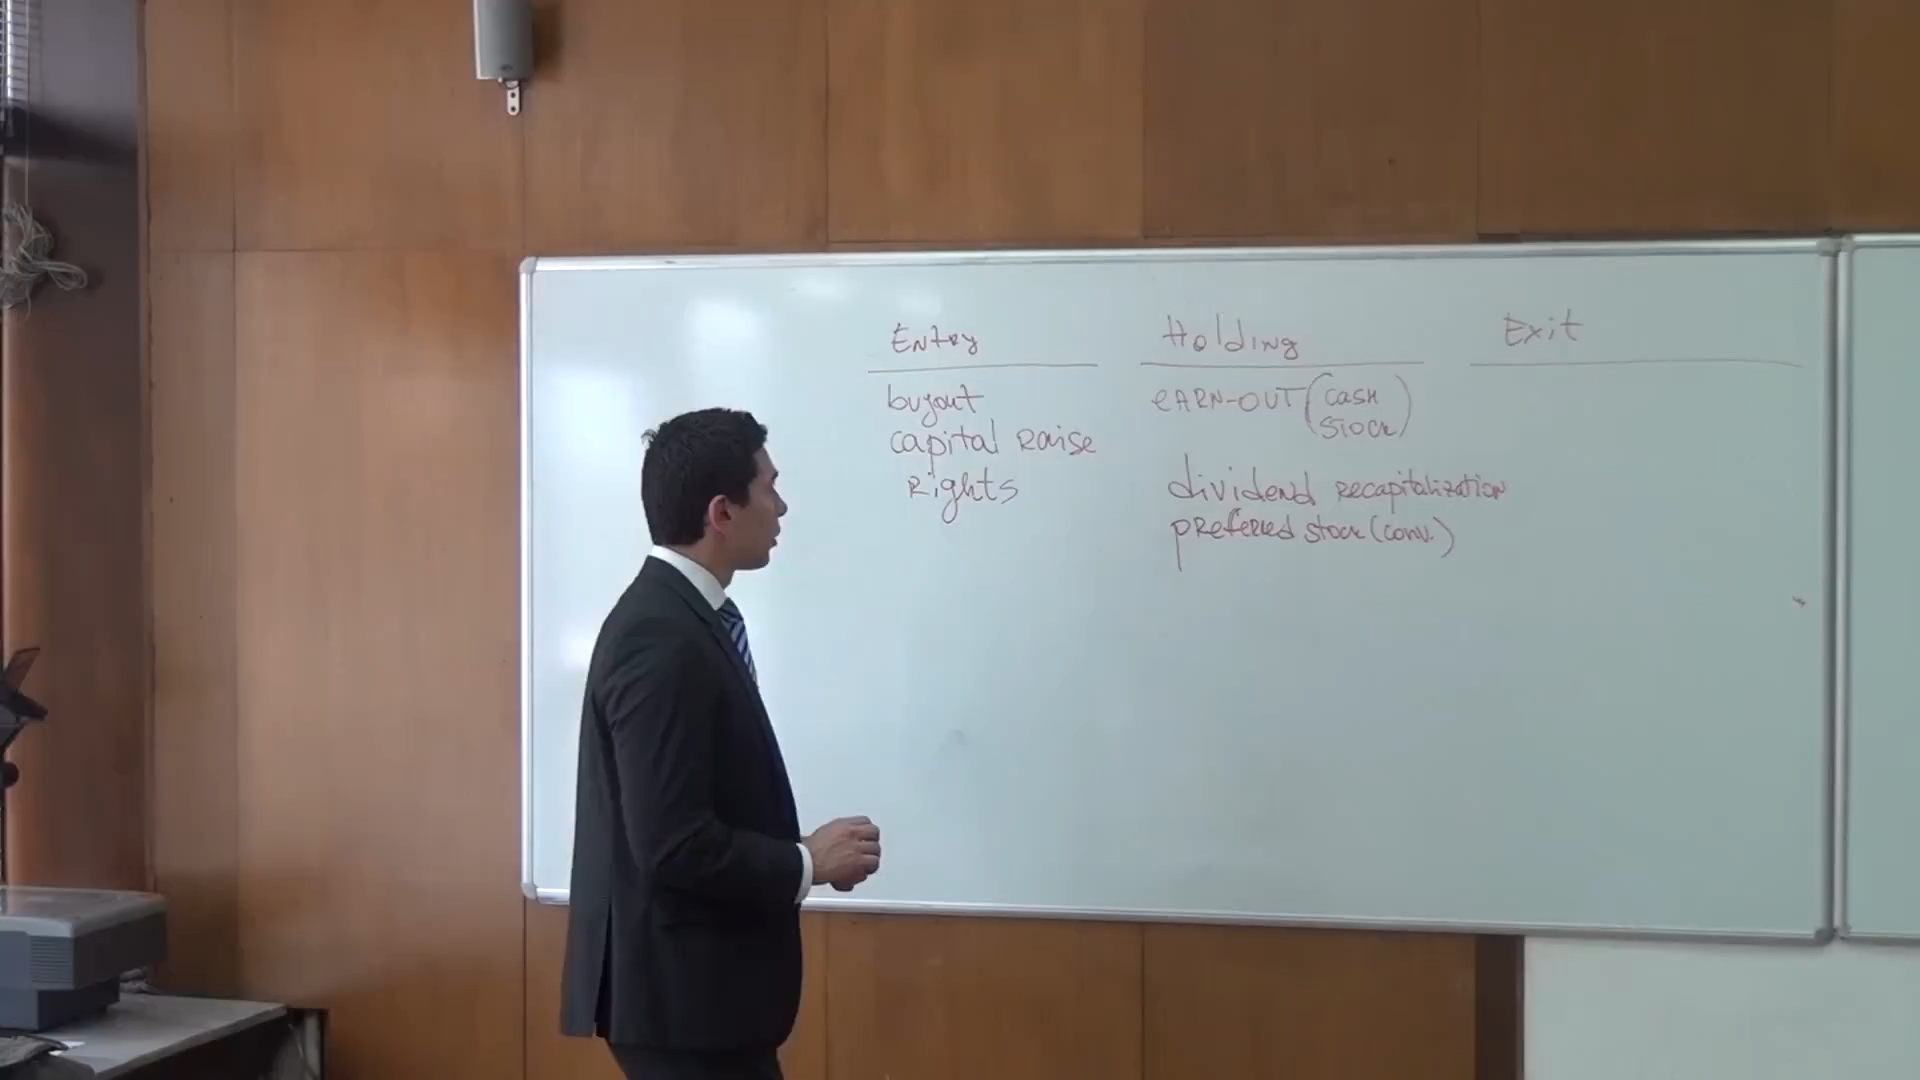 Entry
buyout
capital Raise
Rights
Holding
eARN-OUT (cash
stock)
dividend recapitalization
preferred stock (conv.)
Exit